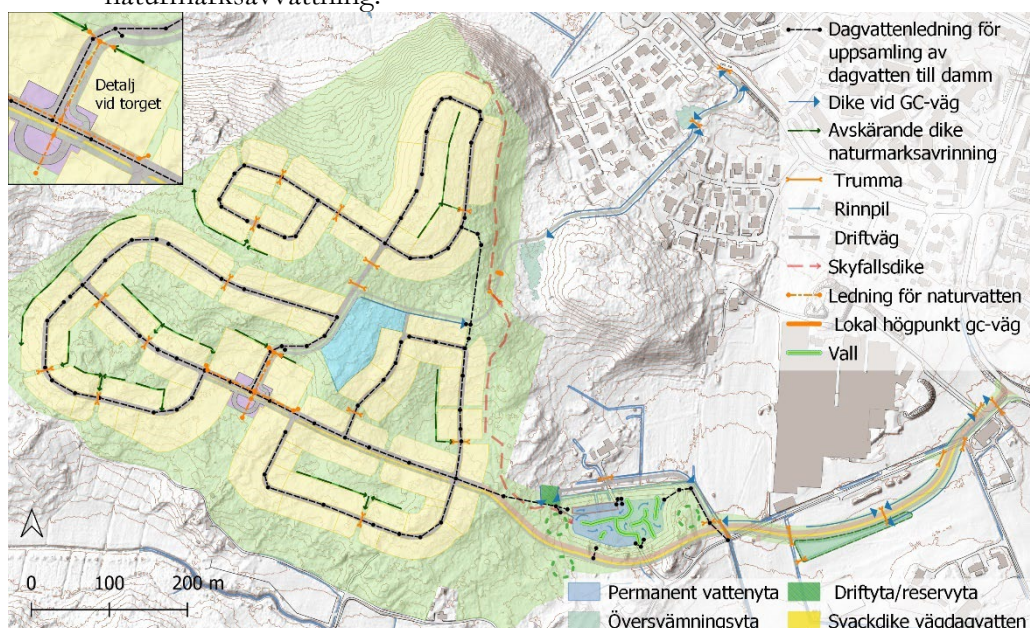 naturmarksavvattning.
Detalj
vid torget
Dagvattenledning för
uppsamling av
dagvatten till damm
Dike vid GC-väg
Avskärande dike
naturmarksavrinning
Trumma
Rinnpil
Driftväg
Skyfallsdike
Ledning för naturvatten
Lokal högpunkt gc-väg
Vall
0 100 200 m
Permanent vattenyta
Driftyta/reservyta
Översvämningsyta
Svackdike vägdagvatten